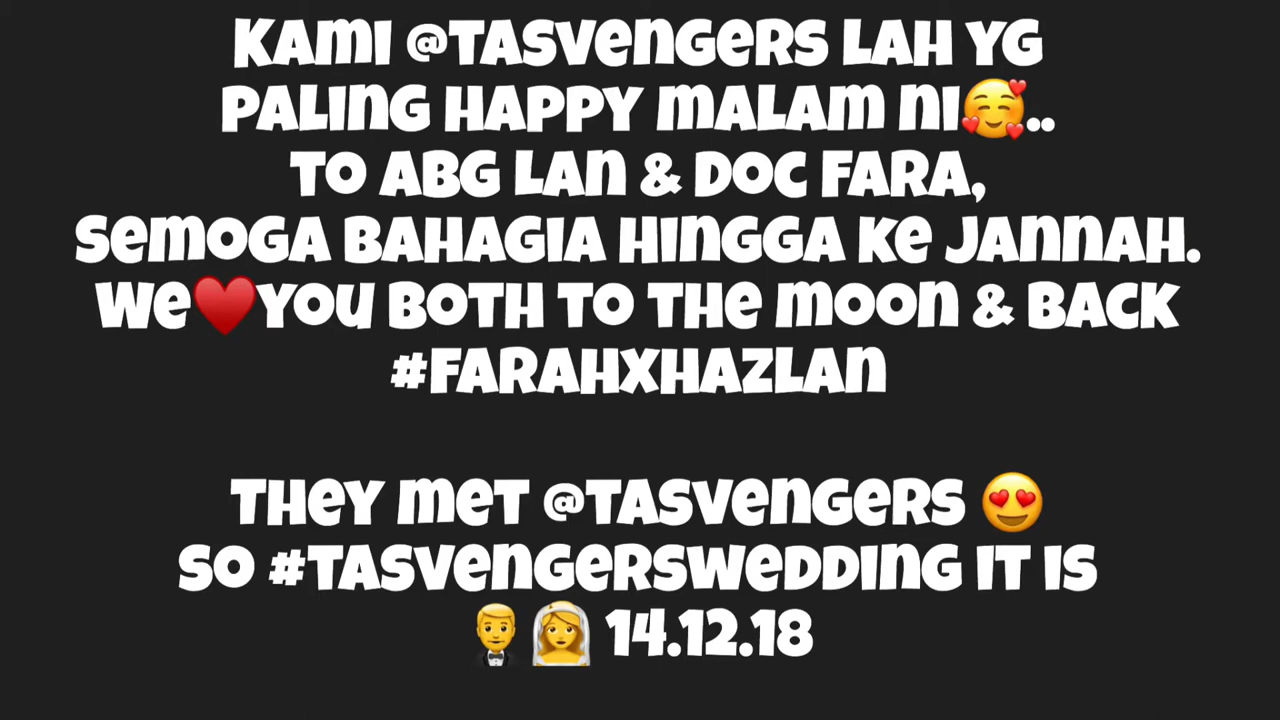 Kami @TASVENGERS LAH YG
PALING HAPPY MALAM NI🥰..
TO ABG LAN & DOC FARA,
SEMOGA BAHAGIA HINGGA KE JANNAH.
WE♥️YOU BOTH TO THE MOON & BACK
#FARAHXHAZLAN
THEY MET @TASVENGERS 😍
SO #TASVENGERSWEDDING IT IS
🤵👰 14.12.18